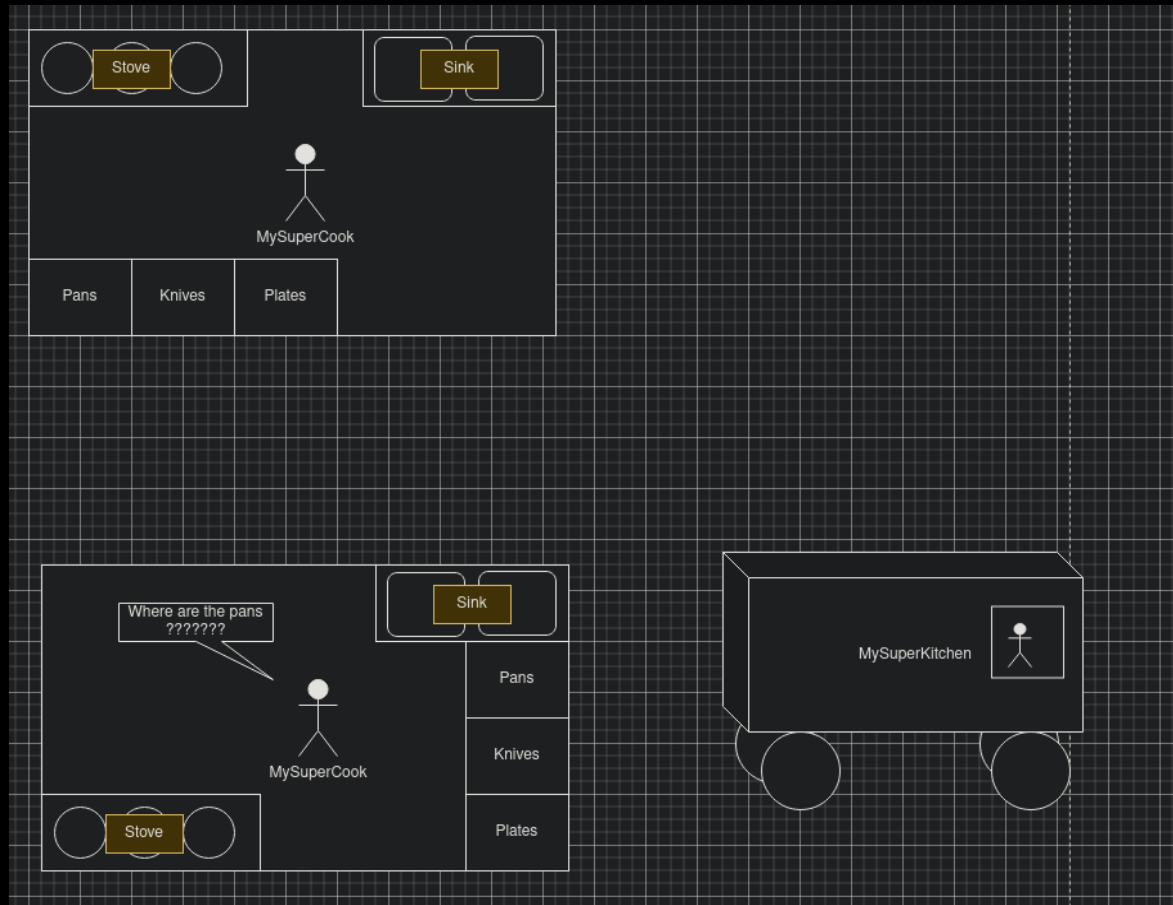 Stove
Sink
MySuperCook
Pans
Knives
Plates
Where are the pans
???????
Sink
Pans
MySuperKitchen
Knives
MySuperCook
Stove
Plates